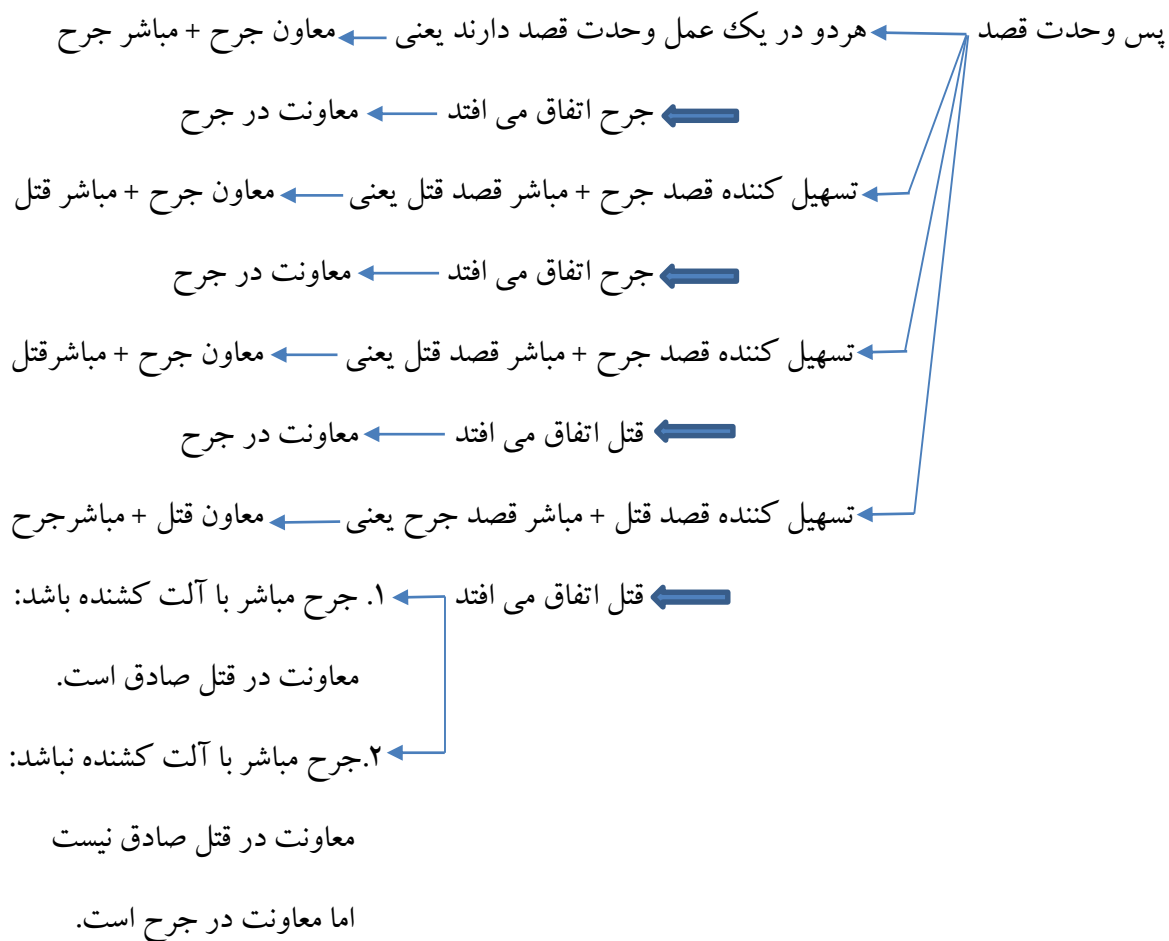 پس وحدت قصد هردو در یک عمل وحدت قصد دارند یعنی معاون جرح + مباشر جرح
جرح اتفاق می افتد معاونت در جرح
تسهیل کننده قصد جرح + مباشر قصد قتل یعنی معاون جرح + مباشر قتل
جرح اتفاق می افتد معاونت در جرح
تسهیل کننده قصد جرح + مباشر قصد قتل یعنی معاون جرح + مباشرقتل
قتل اتفاق می افتد معاونت در جرح
تسهیل کننده قصد قتل + مباشر قصد جرح یعنی معاون قتل + مباشرجرح
قتل اتفاق می افتد ۱. جرح مباشر با آلت کشنده باشد:
معاونت در قتل صادق است.
۲.جرح مباشر با آلت کشنده نباشد:
معاونت در قتل صادق نیست
اما معاونت در جرح است.